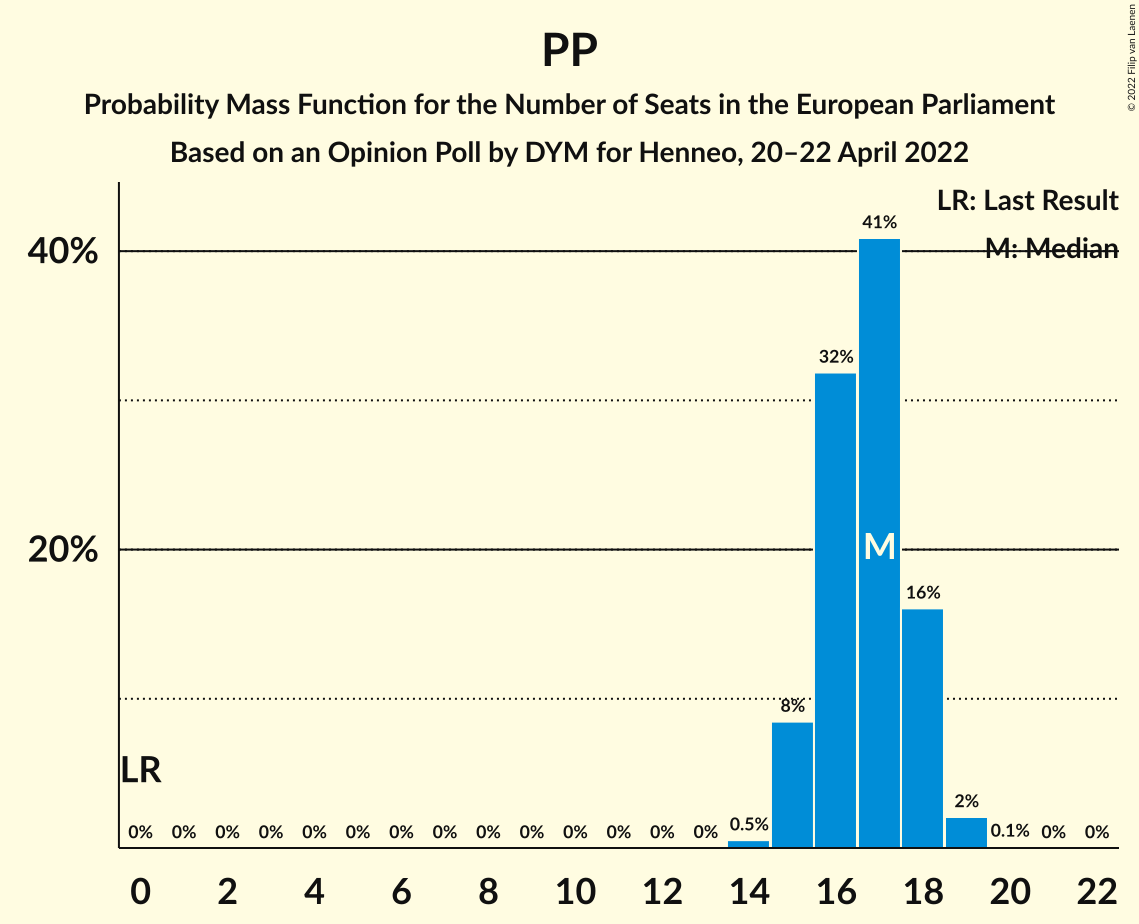 PP
Probability Mass Function for the Number of Seats in the European Parliament
Based on an Opinion Poll by DYM for Henneo, 20–22 April 2022
© 2022 Filip van Laenen
LR: Last Result
M: Median
40%
20%
41%
32%
M
16%
8%
LR
2%
0% 0% 0% 0% 0% 0% 0% 0% 0% 0% 0% 0% 0% 0% 0.5% 0.1% 0% 0%
0 2 4 6 8 10 12 14 16 18 20 22